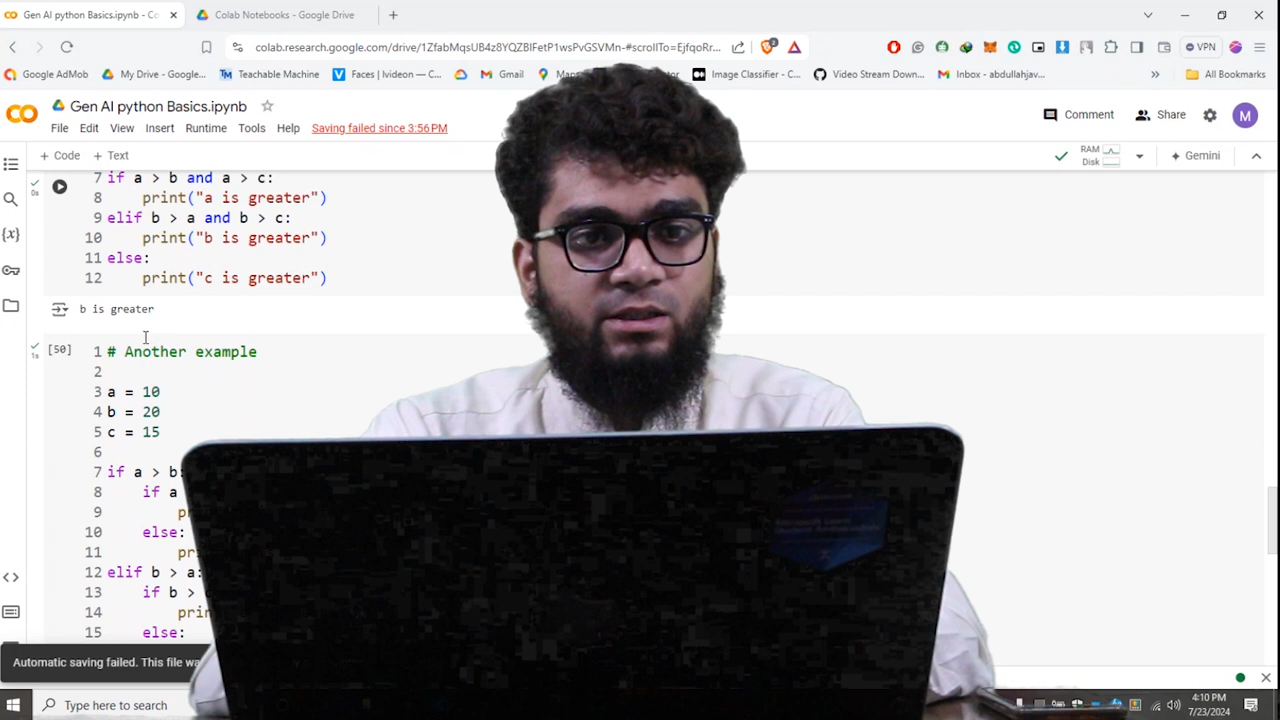 Gen AI python Basics.ipynb - Co
Colab Notebooks - Google Drive
colab.research.google.com/drive/1ZfabMqsUB4z8YQZBIFetP1wsPvGSVMn-#scrollTo=EjfqoRr...
VPN
Google AdMob
My Drive - Google...
Teachable Machine
Faces | Ivideon — C...
Gmail
Image Classifier - C...
Video Stream Down...
Inbox - abdullahjav...
All Bookmarks
Gen AI python Basics.ipynb
Comment
Share
M
File Edit View Insert Runtime Tools Help Saving failed since 3:56 PM
+ Code + Text
RAM
Disk
Gemini
7 if a > b and a > c:
8 print("a is greater")
9 elif b > a and b > c:
10 print("b is greater")
11 else:
12 print("c is greater")
0s
b is greater
[50]
1s
1 # Another example
2
3 a = 10
4 b = 20
5 c = 15
6
7 if a > b:
8 if a
9
10 else:
11
12 elif b > a:
13 if b >
14
15 else:
Automatic saving failed. This file
Type here to search
4:10 PM
7/23/2024